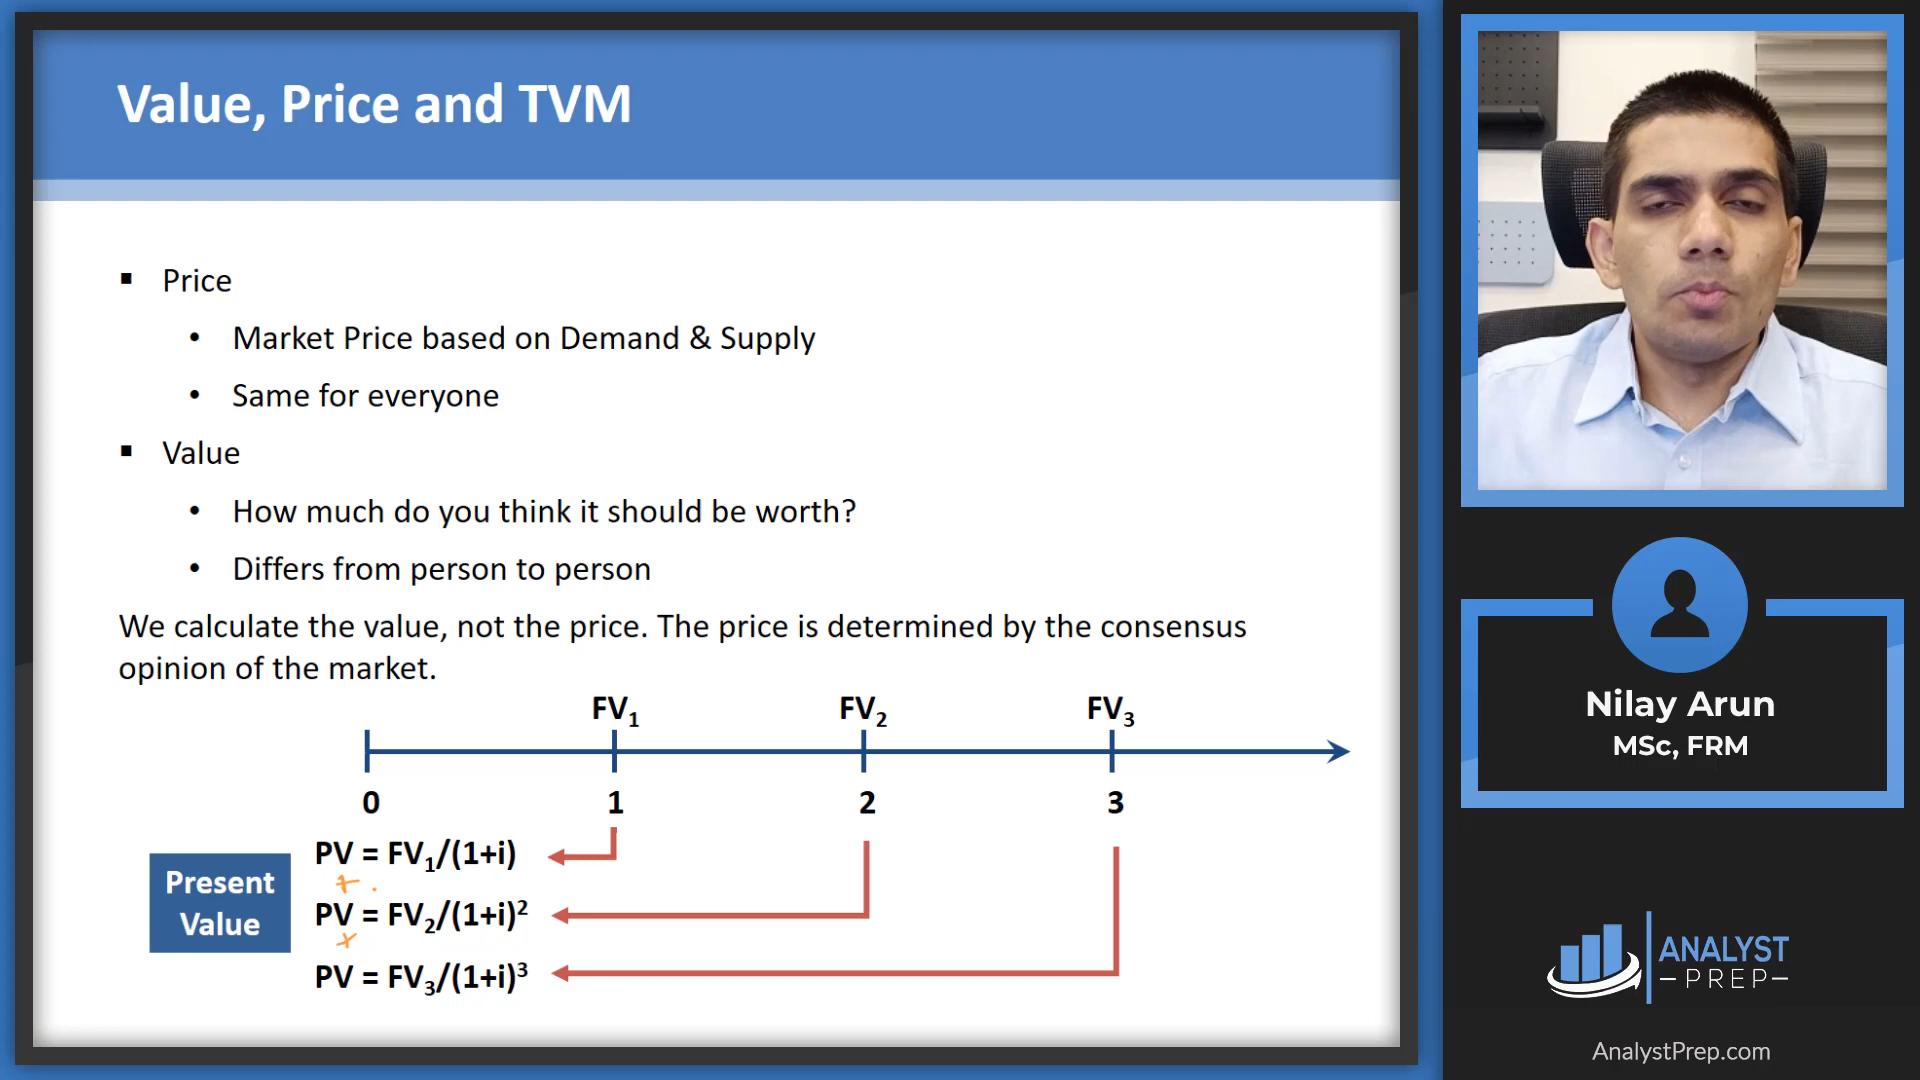 Value, Price and TVM
▪ Price
• Market Price based on Demand & Supply
• Same for everyone
▪ Value
• How much do you think it should be worth?
• Differs from person to person
We calculate the value, not the price. The price is determined by the consensus
opinion of the market.
FV₁ FV₂ FV₃
0 1 2 3
Present
Value
PV = FV₁/(1+i)
+ .
PV = FV₂/(1+i)²
+
PV = FV₃/(1+i)³
Nilay Arun
MSc, FRM
ANALYST
PREP
AnalystPrep.com